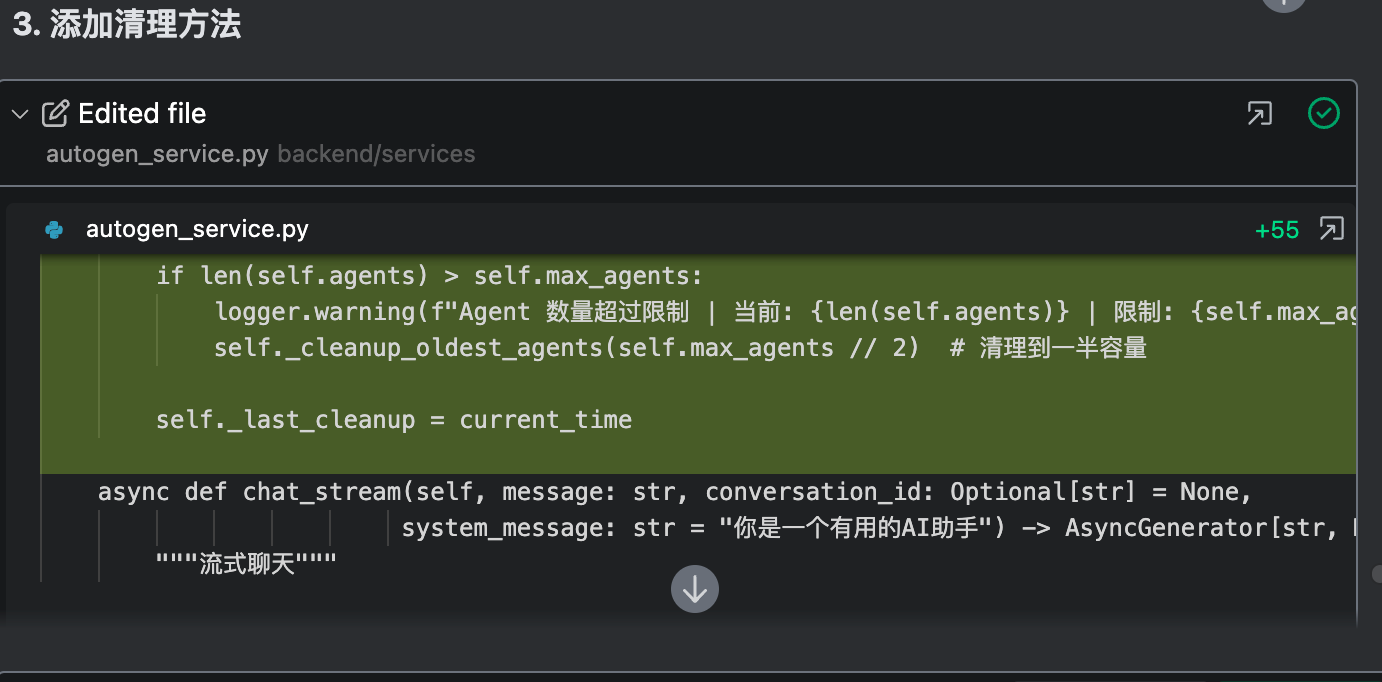 3. 添加清理方法
Edited file
autogen_service.py backend/services
autogen_service.py +55
if len(self.agents) > self.max_agents:
logger.warning(f"Agent 数量超过限制 | 当前: {len(self.agents)} | 限制: {self.max_ag
self._cleanup_oldest_agents(self.max_agents // 2)  # 清理到一半容量
self._last_cleanup = current_time
async def chat_stream(self, message: str, conversation_id: Optional[str] = None,
system_message: str = "你是一个有用的AI助手") -> AsyncGenerator[str,
"""流式聊天"""